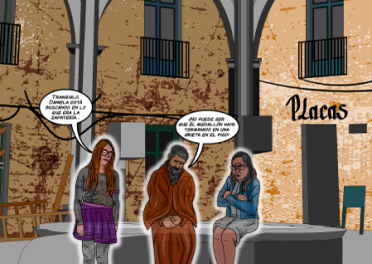 TRANQUILO,
DANIELA ESTÁ
BUSCANDO EN LO
QUE ERA LA
ZAPATERÍA.
¡NO PUEDE SER
QUE EL MEDALLÓN HAYA
TERMINADO EN UNA
GRIETA EN EL PISO!
Placas